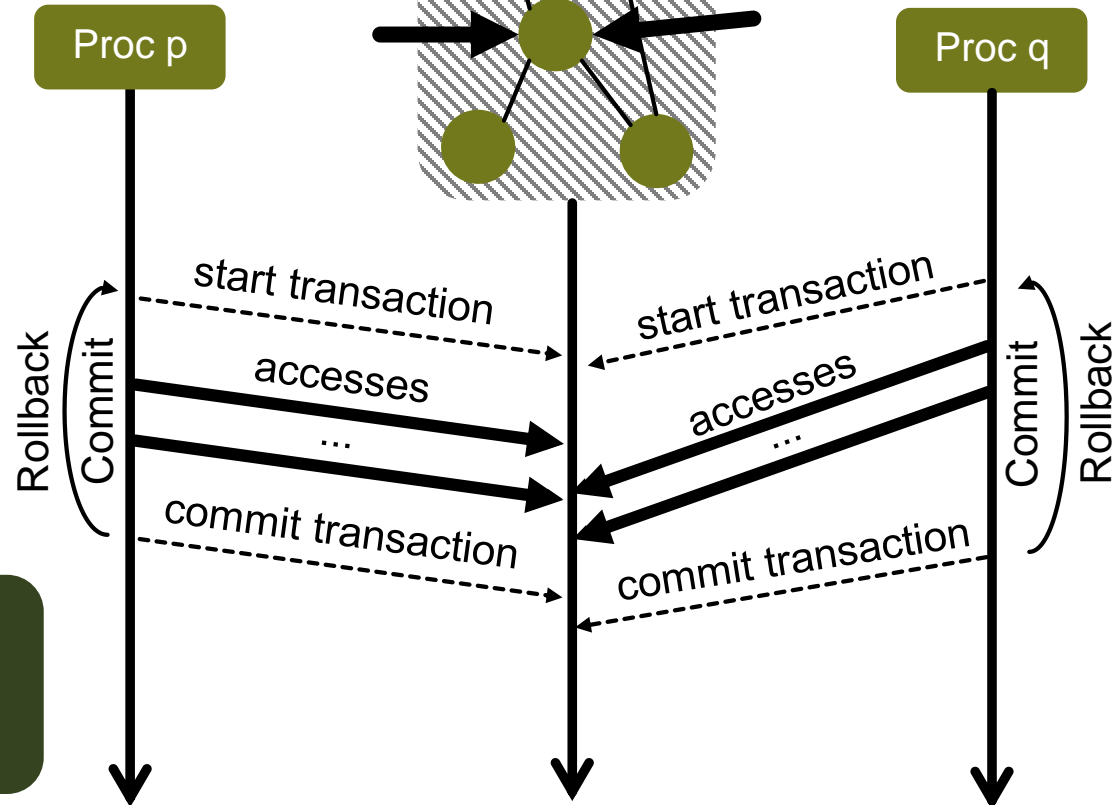 Proc p
Proc q
start transaction
start transaction
accesses
accesses
...
...
Rollback
Commit
Commit
Rollback
commit transaction
commit transaction